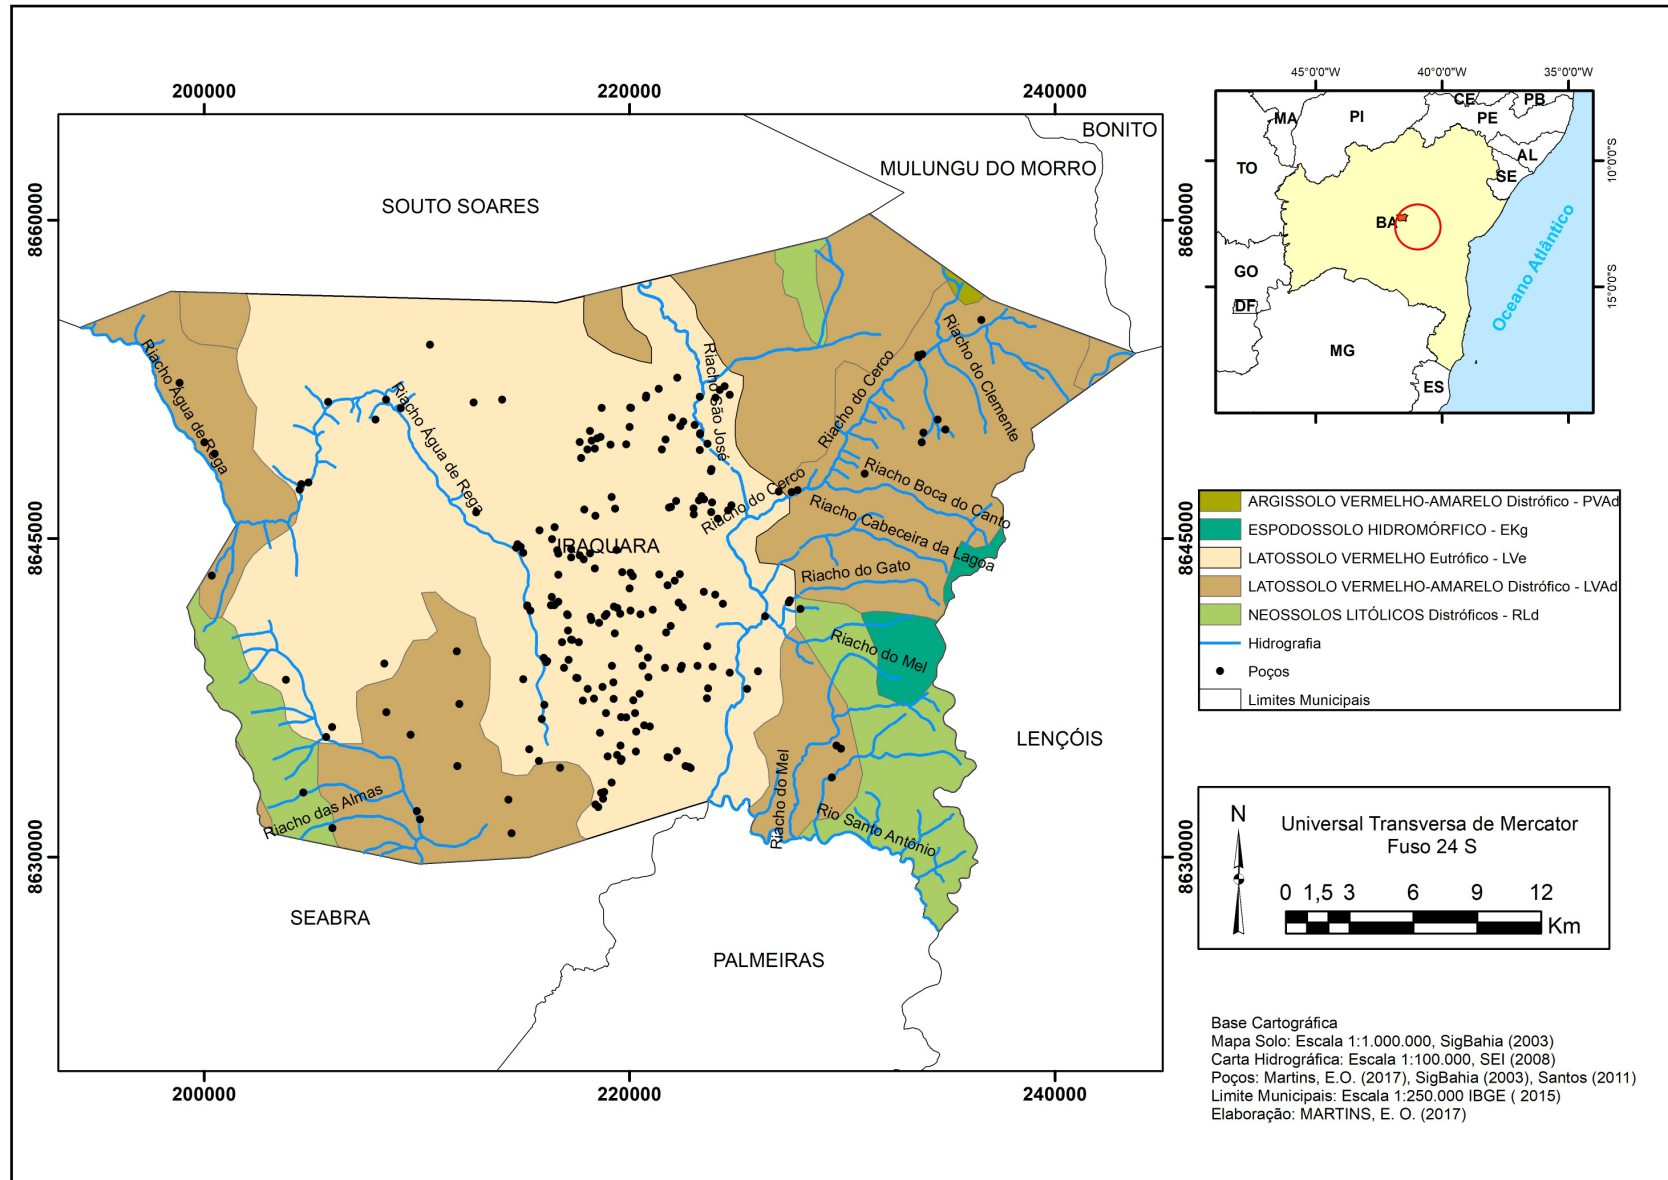 200000
220000
240000
BONITO
MULUNGU DO MORRO
SOUTO SOARES
8660000
8660000
8645000
8645000
8630000
8630000
Riacho Água de Rega
Riacho Água de Rega
Riacho São José
Riacho do Cerco
Riacho do Clemente
Riacho do Cerco
Riacho Boca do Canto
Riacho Cabeceira da Lagoa
Riacho do Gato
IRAQUARA
Riacho do Mel
Riacho do Mel
Rio Santo Antônio
Riacho das Almas
LENÇÓIS
SEABRA
PALMEIRAS
200000
220000
240000
45°0'0"W
40°0'0"W
35°0'0"W
10°0'0"S
15°0'0"S
MA
PI
CE
PB
PE
AL
SE
TO
BA
GO
DF
MG
ES
Oceano Atlântico
ARGISSOLO VERMELHO-AMARELO Distrófico - PVAd
ESPODOSSOLO HIDROMÓRFICO - EKg
LATOSSOLO VERMELHO Eutrófico - LVe
LATOSSOLO VERMELHO-AMARELO Distrófico - LVAd
NEOSSOLOS LITÓLICOS Distróficos - RLd
Hidrografia
Poços
Limites Municipais
N
Universal Transversa de Mercator
Fuso 24 S
0 1,5 3 6 9 12
Km
Base Cartográfica
Mapa Solo: Escala 1:1.000.000, SigBahia (2003)
Carta Hidrográfica: Escala 1:100.000, SEI (2008)
Poços: Martins, E.O. (2017), SigBahia (2003), Santos (2011)
Limite Municipais: Escala 1:250.000 IBGE ( 2015)
Elaboração: MARTINS, E. O. (2017)